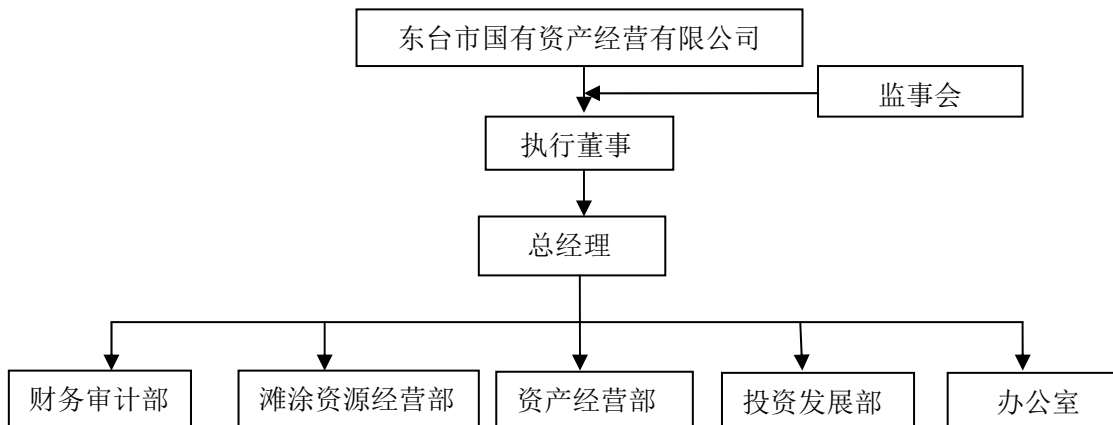 东台市国有资产经营有限公司
监事会
执行董事
总经理
财务审计部
滩涂资源经营部
资产经营部
投资发展部
办公室